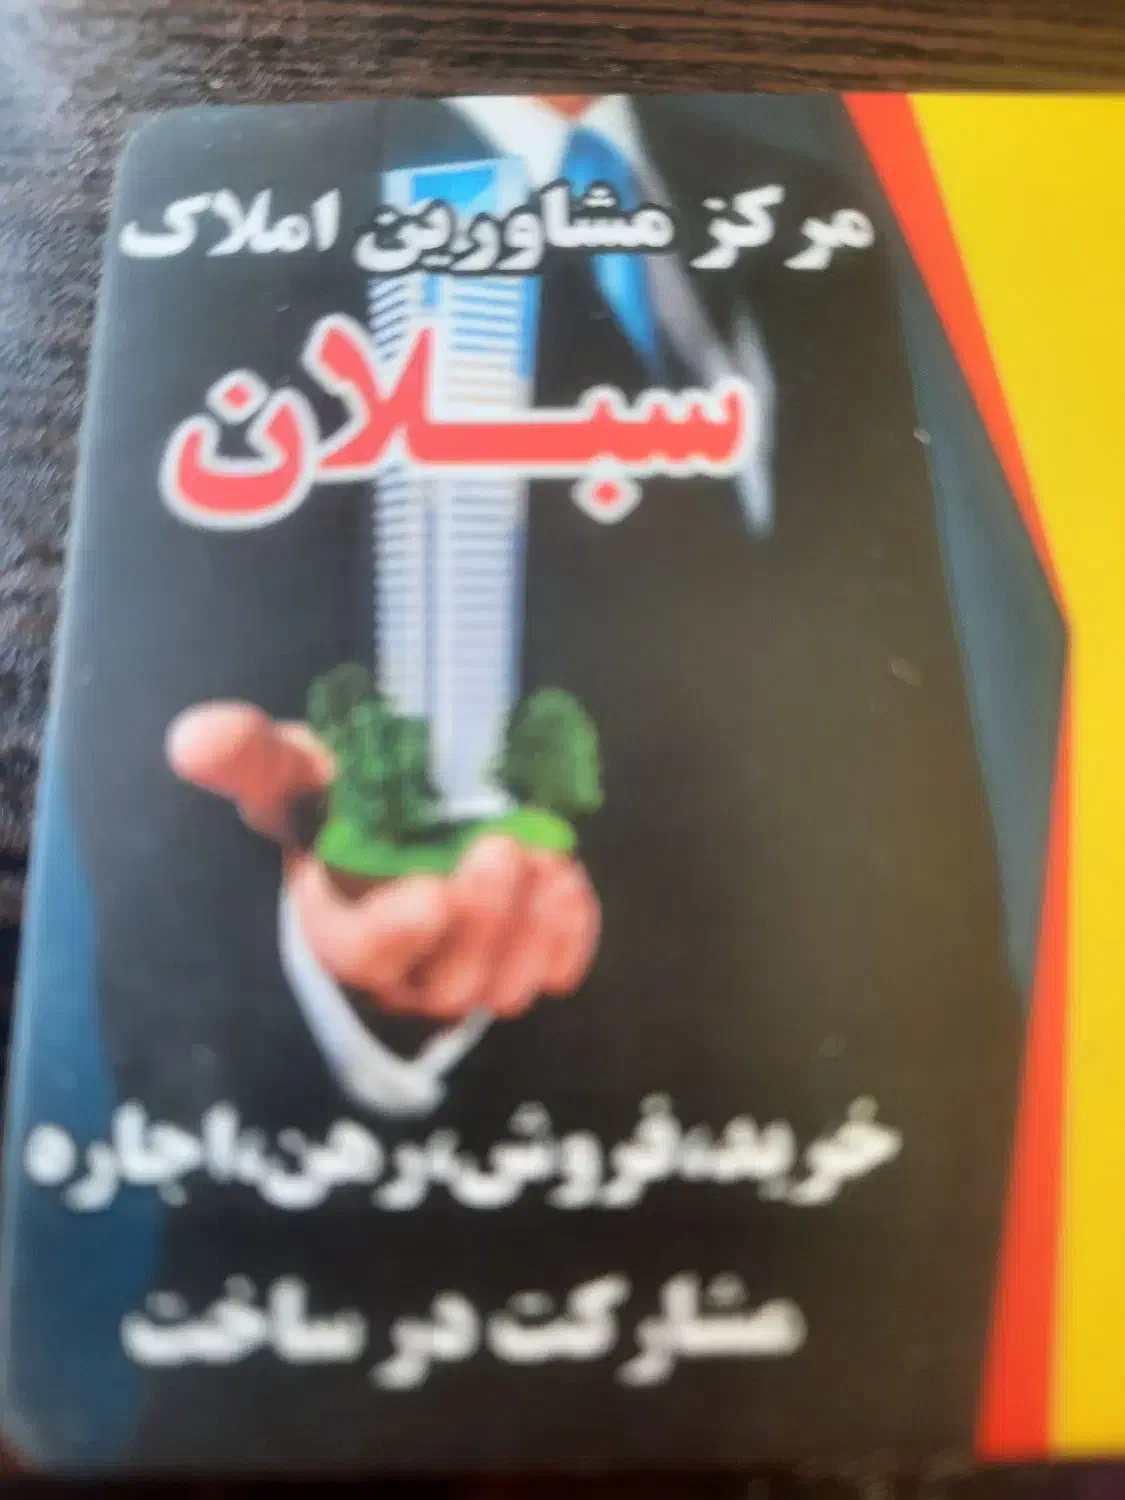 مرکز مشاورین املاک
سبلان
خرید،فروش،رهن،اجاره
مشارکت در ساخت